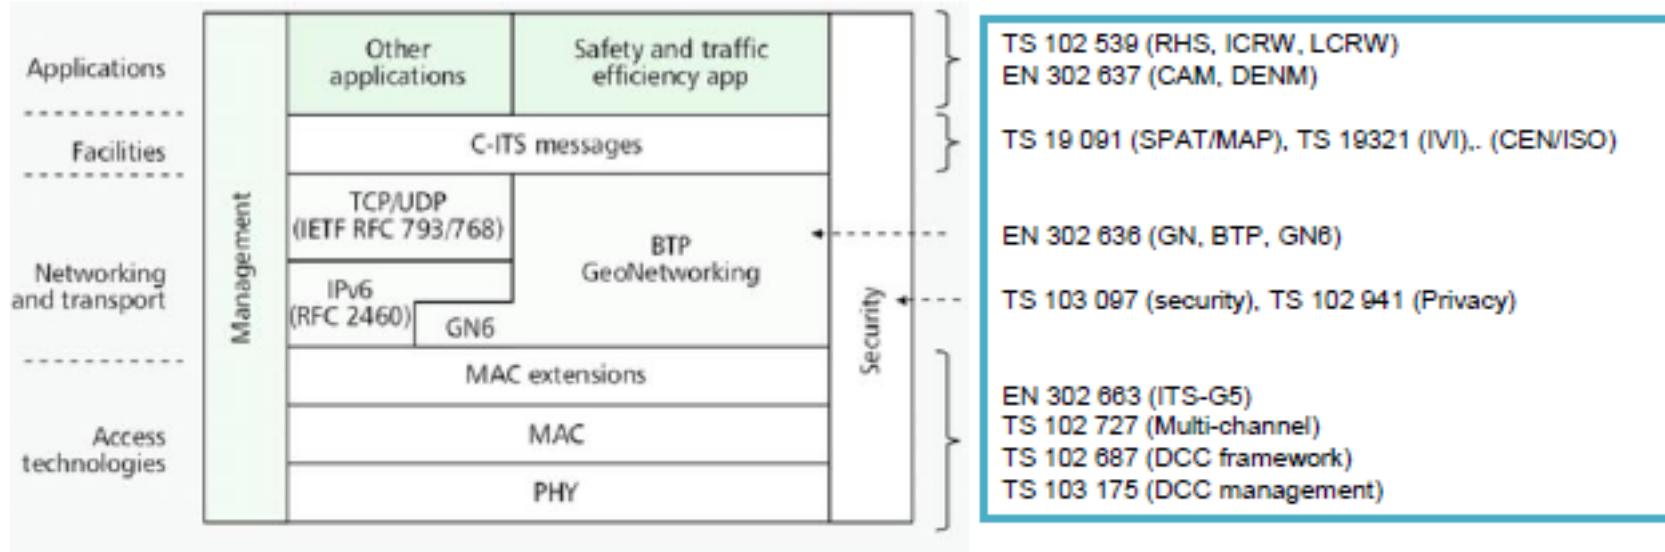 Applications
Other
applications
Safety and traffic
efficiency app
Facilities
C-ITS messages
Management
Networking
and transport
TCP/UDP
(IETF RFC 793/768)
IPv6
(RFC 2460)
GN6
BTP
GeoNetworking
Security
Access
technologies
MAC extensions
MAC
PHY
TS 102 539 (RHS, ICRW, LCRW)
EN 302 637 (CAM, DENM)
TS 19 091 (SPAT/MAP), TS 19321 (IVI),. (CEN/ISO)
EN 302 636 (GN, BTP, GN6)
TS 103 097 (security), TS 102 941 (Privacy)
EN 302 663 (ITS-G5)
TS 102 727 (Multi-channel)
TS 102 687 (DCC framework)
TS 103 175 (DCC management)